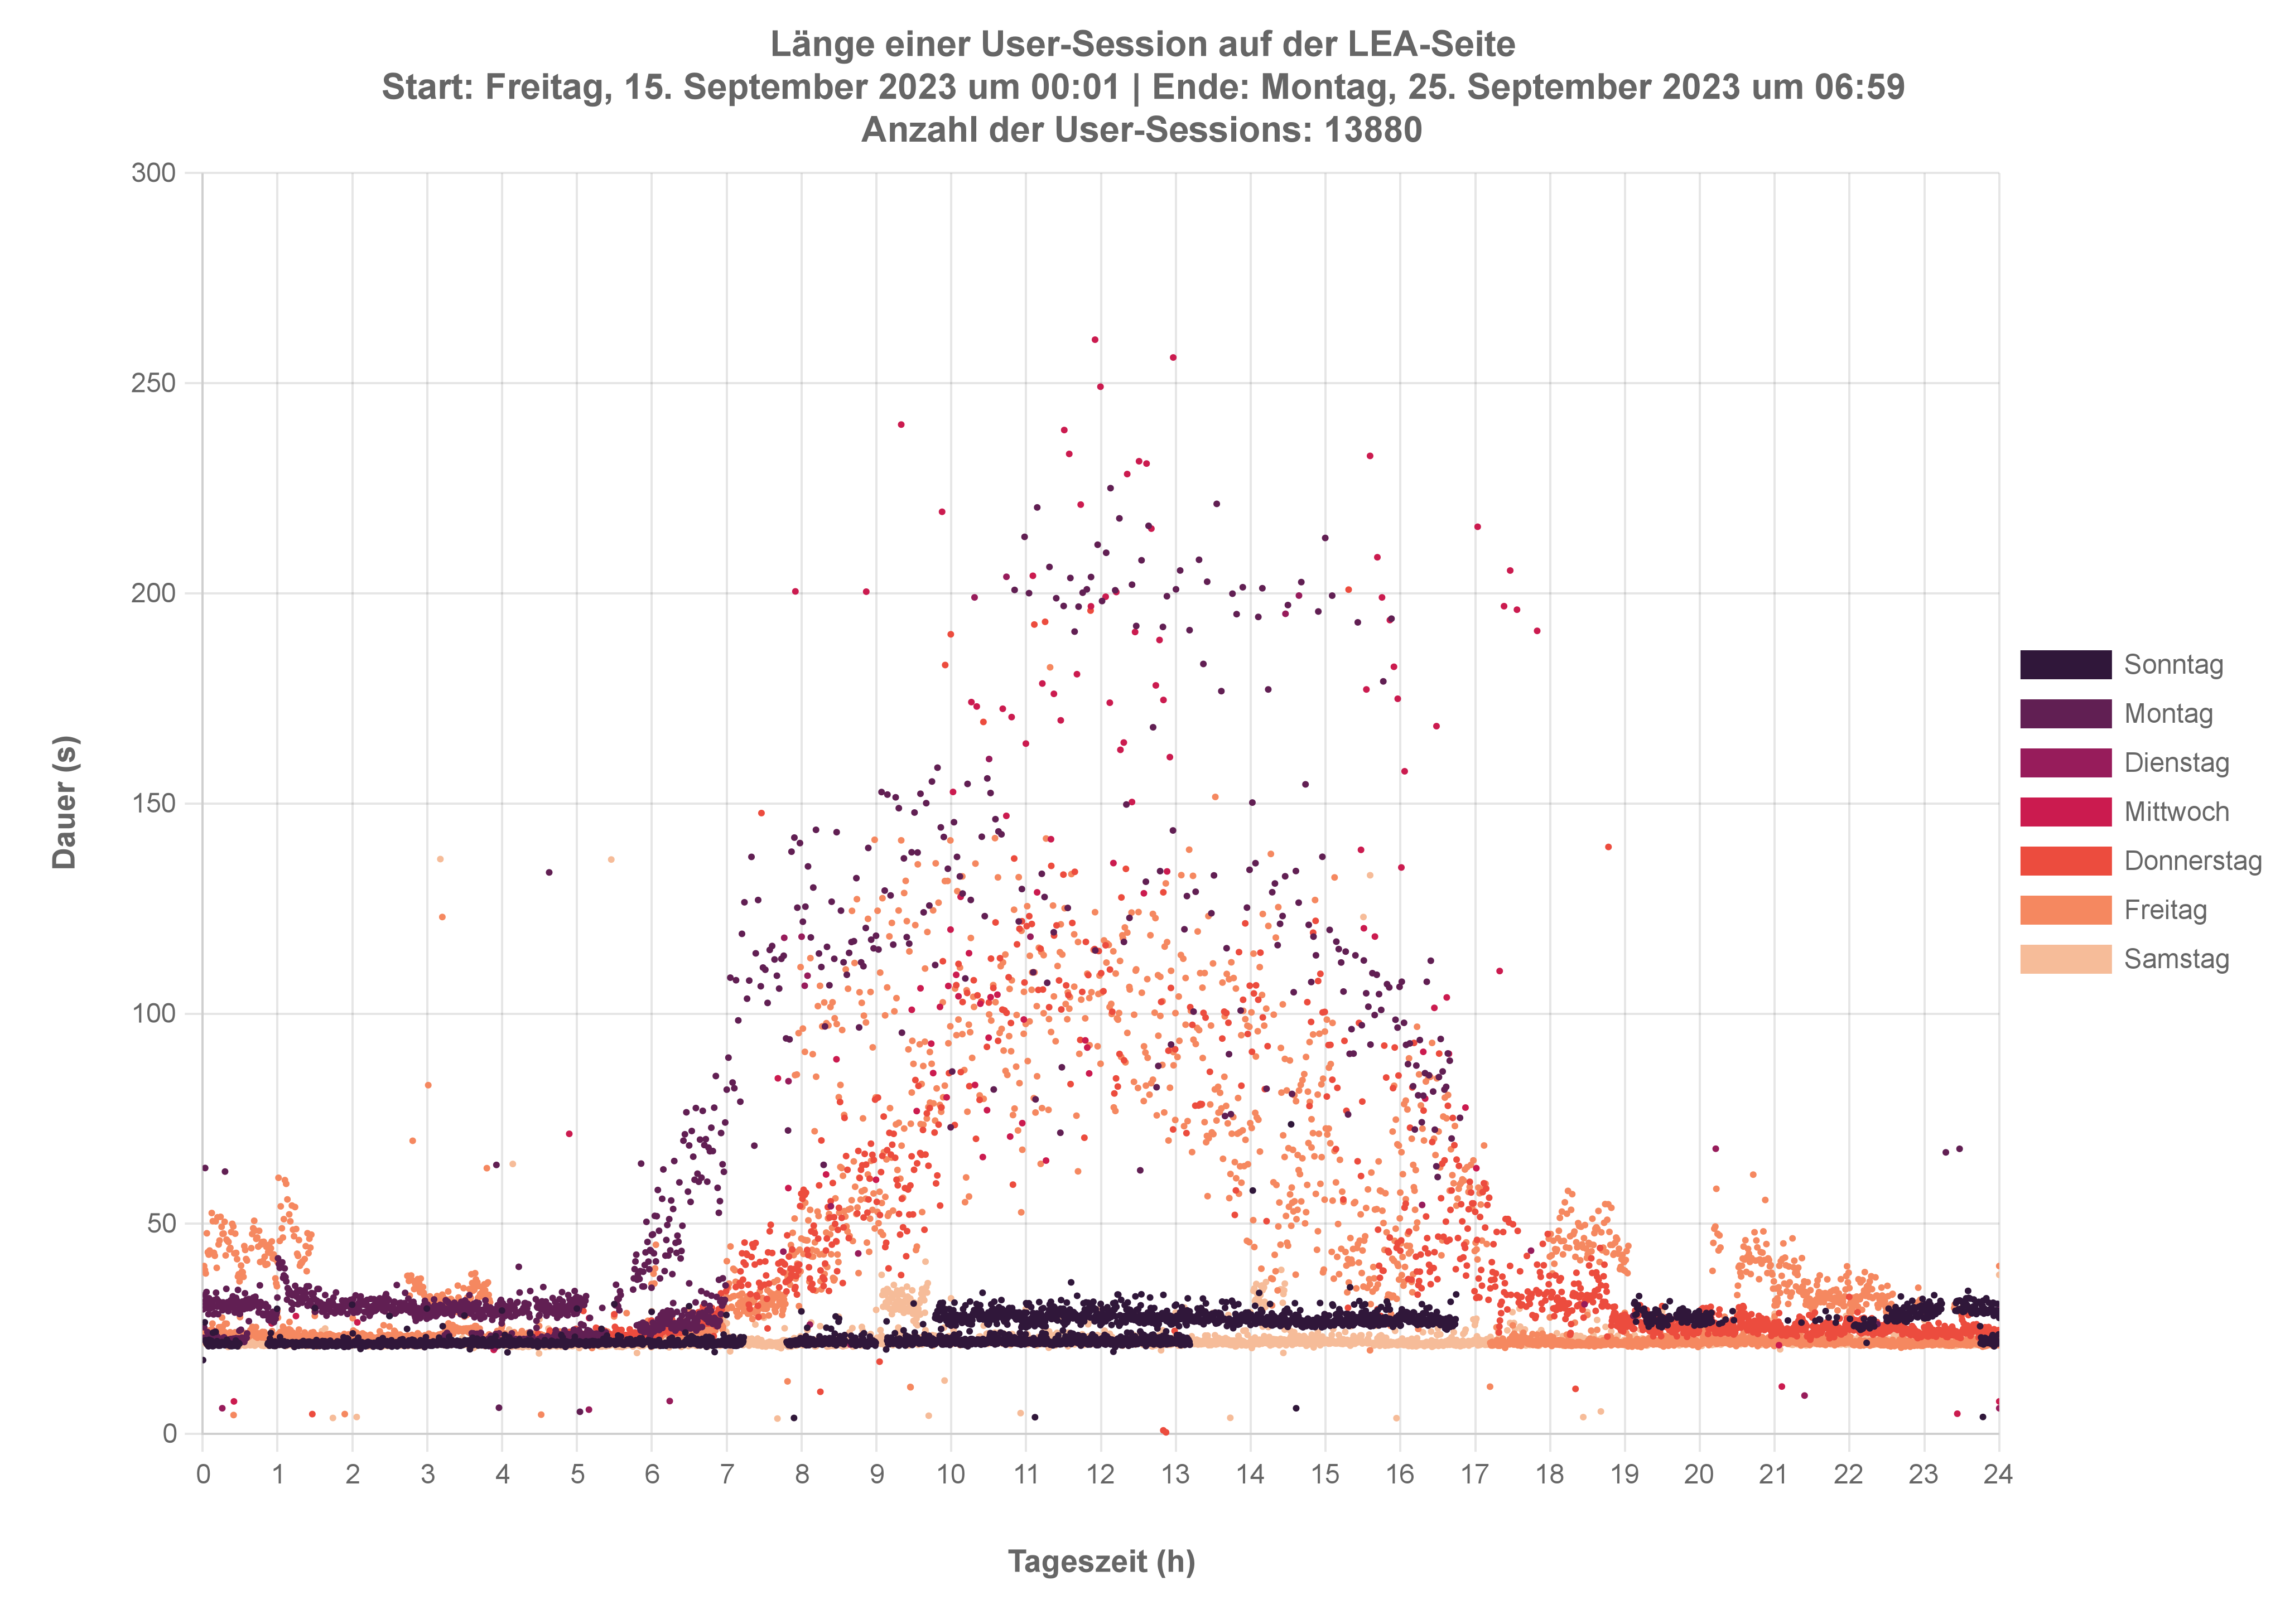 Länge einer User-Session auf der LEA-Seite
Start: Freitag, 15. September 2023 um 00:01 | Ende: Montag, 25. September 2023 um 06:59
Anzahl der User-Sessions: 13880
300
250
200
150
100
50
0
Dauer (s)
0 1 2 3 4 5 6 7 8 9 10 11 12 13 14 15 16 17 18 19 20 21 22 23 24
Tageszeit (h)
Sonntag
Montag
Dienstag
Mittwoch
Donnerstag
Freitag
Samstag